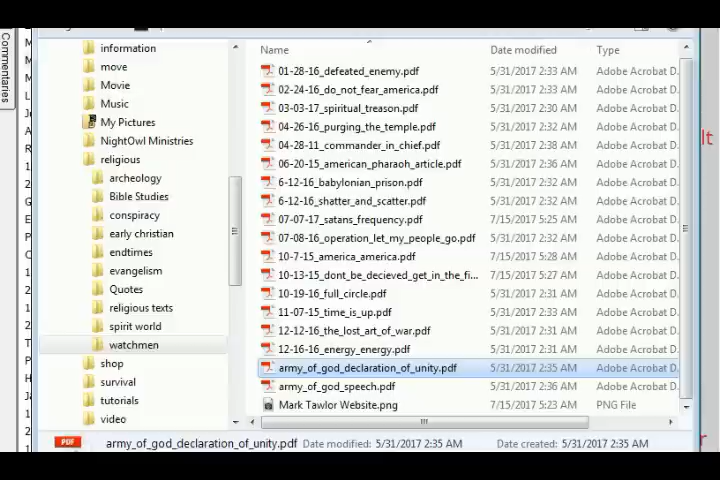 Commentaries
information
move
Movie
Music
My Pictures
NightOwl Ministries
religious
archeology
Bible Studies
conspiracy
early christian
endtimes
evangelism
Quotes
religious texts
spirit world
watchmen
shop
survival
tutorials
video
Name Date modified Type
01-28-16_defeated_enemy.pdf 5/31/2017 2:33 AM Adobe Acrobat D
02-24-16_do_not_fear_america.pdf 5/31/2017 2:33 AM Adobe Acrobat D
03-03-17_spiritual_treason.pdf 5/31/2017 2:30 AM Adobe Acrobat D
04-26-16_purging_the_temple.pdf 5/31/2017 2:33 AM Adobe Acrobat D
04-28-11_commander_in_chief.pdf 5/31/2017 2:38 AM Adobe Acrobat D
06-20-15_american_pharaoh_article.pdf 5/31/2017 2:36 AM Adobe Acrobat D
6-12-16_babylonian_prison.pdf 5/31/2017 2:32 AM Adobe Acrobat D
6-12-16_shatter_and_scatter.pdf 5/31/2017 2:32 AM Adobe Acrobat D
07-07-17_satans_frequency.pdf 7/15/2017 5:25 AM Adobe Acrobat D
07-08-16_operation_let_my_people_go.pdf 5/31/2017 2:32 AM Adobe Acrobat D
10-7-15_america_america.pdf 7/15/2017 5:28 AM Adobe Acrobat D
10-13-15_dont_be_decieved_get_in_the_fi... 7/15/2017 5:27 AM Adobe Acrobat D
10-19-16_full_circle.pdf 5/31/2017 2:31 AM Adobe Acrobat D
11-07-15_time_is_up.pdf 5/31/2017 2:33 AM Adobe Acrobat D
12-12-16_the_lost_art_of_war.pdf 5/31/2017 2:31 AM Adobe Acrobat D
12-16-16_energy_energy.pdf 5/31/2017 2:31 AM Adobe Acrobat D
army_of_god_declaration_of_unity.pdf 5/31/2017 2:35 AM Adobe Acrobat D
army_of_god_speech.pdf 5/31/2017 2:36 AM Adobe Acrobat D
Mark Tawlor Website.png 7/15/2017 5:23 AM PNG File
PDF army_of_god_declaration_of_unity.pdf Date modified: 5/31/2017 2:35 AM Date created: 5/31/2017 2:35 AM